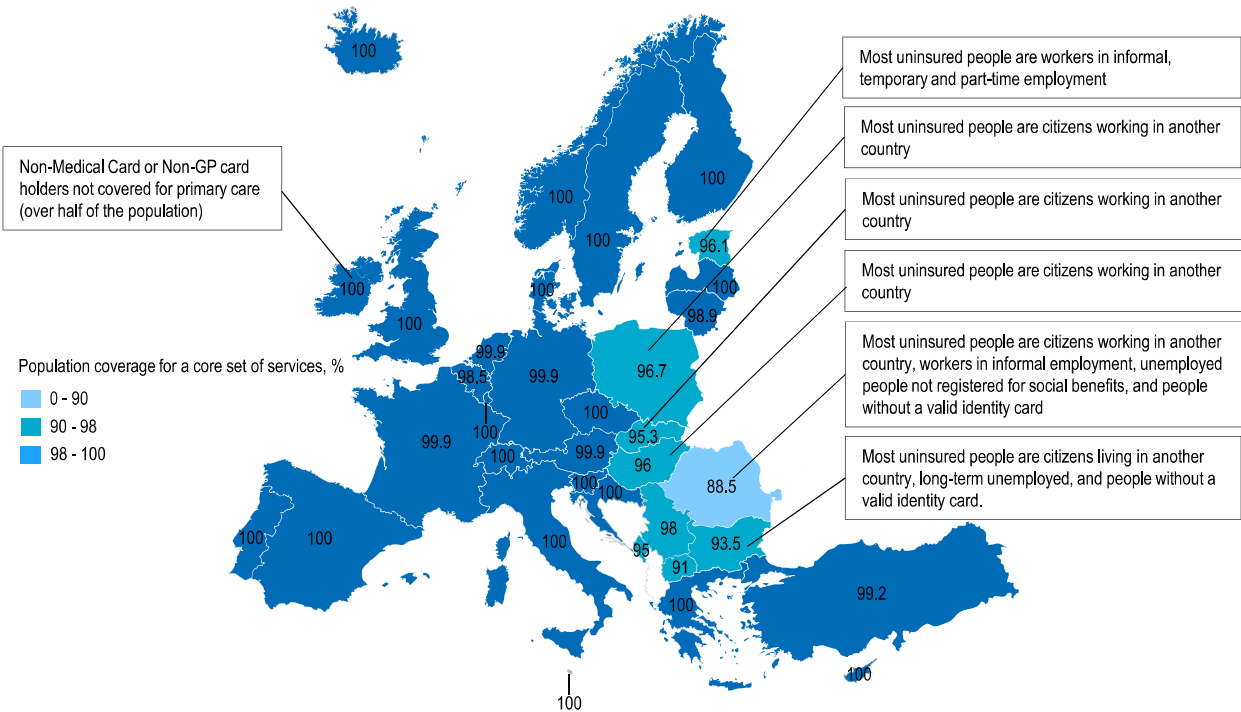 100
Most uninsured people are workers in informal,
temporary and part-time employment
Most uninsured people are citizens working in another
country
Non-Medical Card or Non-GP card
holders not covered for primary care
(over half of the population)
100
100
100
Most uninsured people are citizens working in another
country
96.1
Most uninsured people are citizens working in another
country
100
100
100
98.9
100
Most uninsured people are citizens working in another
country, workers in informal employment, unemployed
people not registered for social benefits, and people
without a valid identity card
Population coverage for a core set of services, %
0 - 90
90 - 98
98 - 100
99.9
98.5
99.9
96.7
100
100
99.9
95.3
100
99.9
96
Most uninsured people are citizens living in another
country, long-term unemployed, and people without a
valid identity card.
100
100
88.5
98
93.5
95
91
100
100
100
100
99.2
100
100